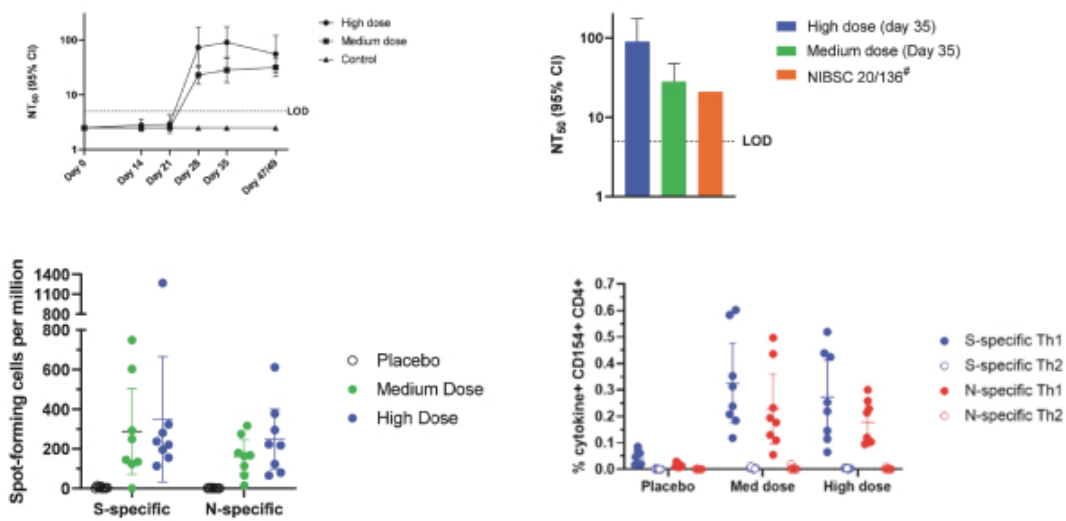 High dose
Medium dose
Control
NT50 (95% CI)
100
10
1
LOD
Day 0
Day 14
Day 21
Day 28
Day 35
Day 47/49
High dose (day 35)
Medium dose (Day 35)
NIBSC 20/136#
NT50 (95% CI)
100
10
1
LOD
Spot-forming cells per million
1400
1100
800
800
600
400
200
0
S-specific
N-specific
Placebo
Medium Dose
High Dose
% cytokine+ CD154+ CD4+
0.7
0.6
0.5
0.4
0.3
0.2
0.1
0.0
Placebo
Med dose
High dose
S-specific Th1
S-specific Th2
N-specific Th1
N-specific Th2